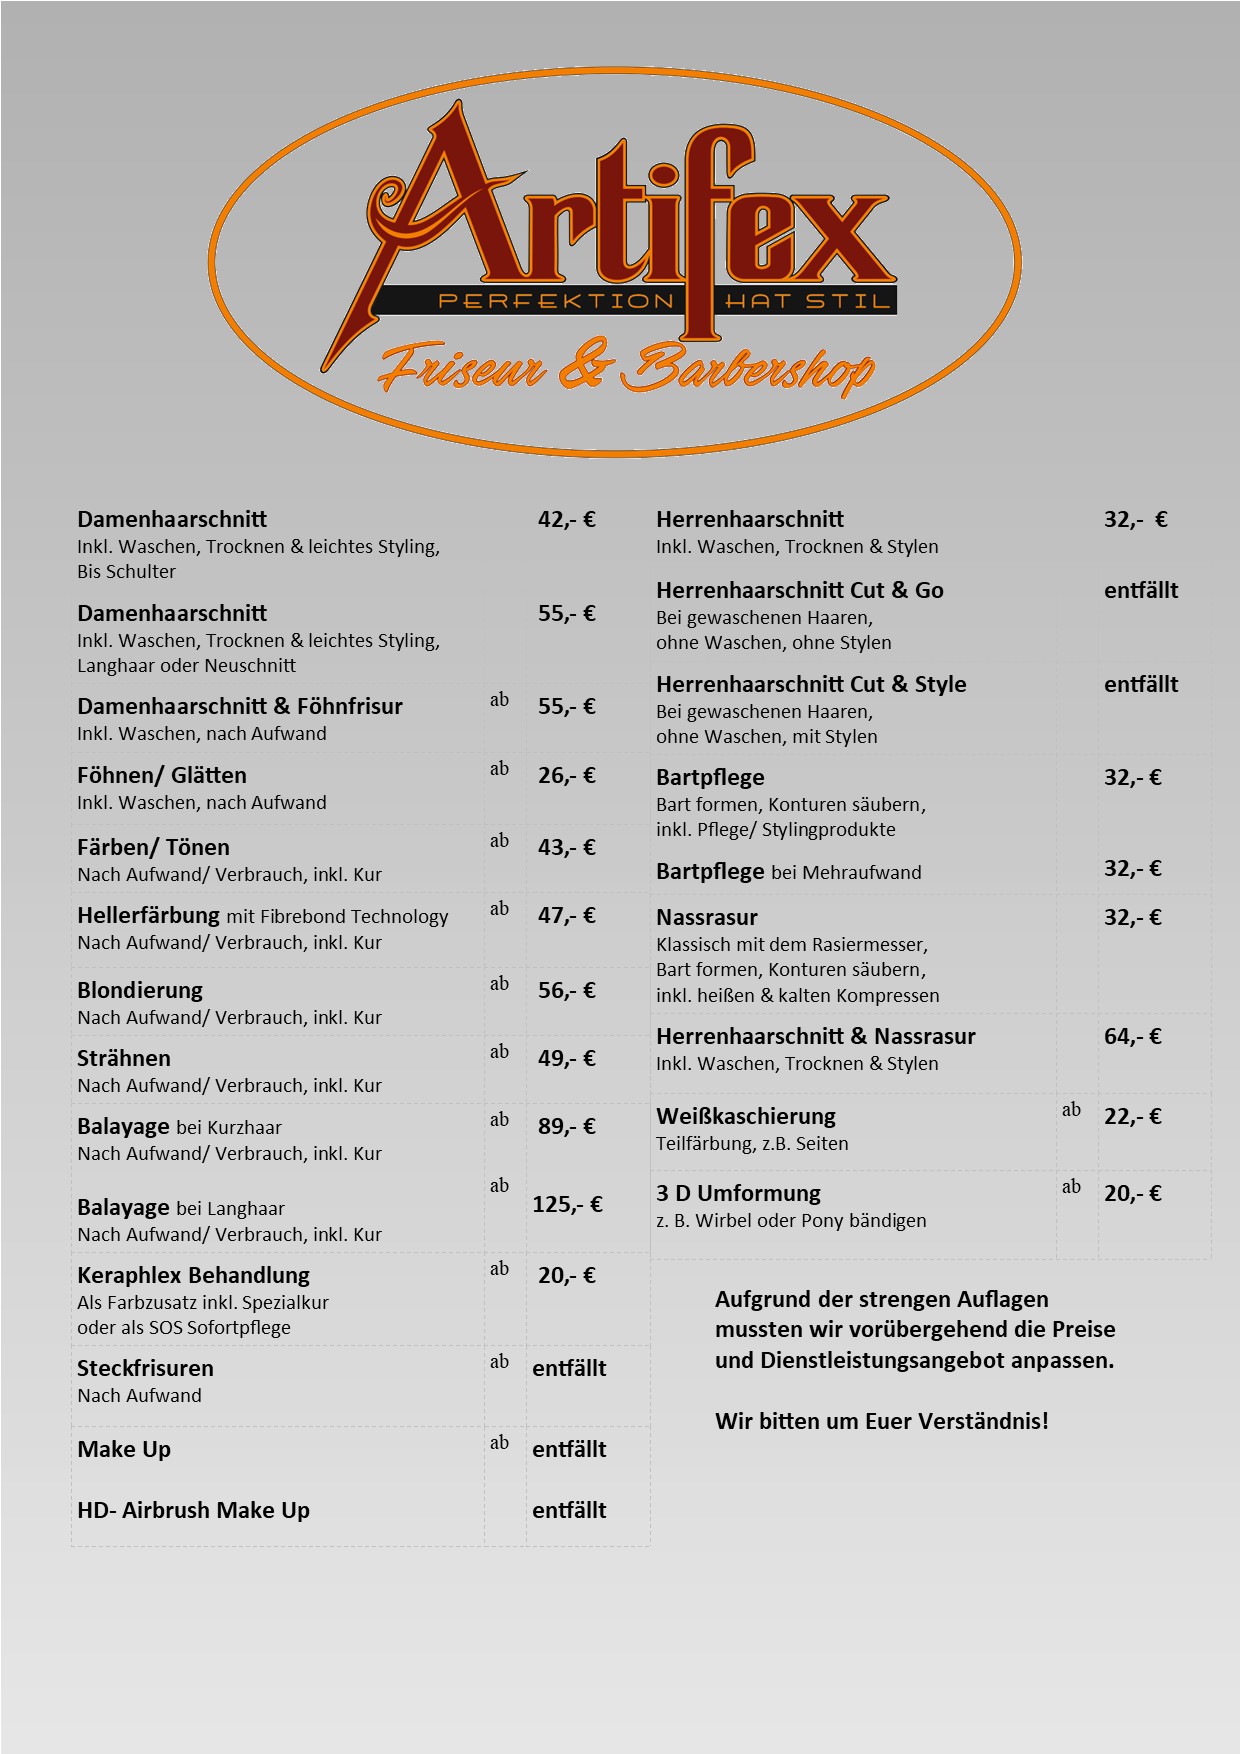 Artifex
PERFEKTION HAT STIL
Friseur & Barbershop
Damenhaarschnitt 42,- €
Inkl. Waschen, Trocknen & leichtes Styling,
Bis Schulter
Damenhaarschnitt 55,- €
Inkl. Waschen, Trocknen & leichtes Styling,
Langhaar oder Neuschnitt
Damenhaarschnitt & Föhnfrisur ab 55,- €
Inkl. Waschen, nach Aufwand
Föhnen/ Glätten ab 26,- €
Inkl. Waschen, nach Aufwand
Färben/ Tönen ab 43,- €
Nach Aufwand/ Verbrauch, inkl. Kur
Hellerfärbung mit Fibrebond Technology ab 47,- €
Nach Aufwand/ Verbrauch, inkl. Kur
Blondierung ab 56,- €
Nach Aufwand/ Verbrauch, inkl. Kur
Strähnen ab 49,- €
Nach Aufwand/ Verbrauch, inkl. Kur
Balayage bei Kurzhaar ab 89,- €
Nach Aufwand/ Verbrauch, inkl. Kur
Balayage bei Langhaar ab 125,- €
Nach Aufwand/ Verbrauch, inkl. Kur
Keraphlex Behandlung ab 20,- €
Als Farbzusatz inkl. Spezialkur
oder als SOS Sofortpflege
Steckfrisuren ab entfällt
Nach Aufwand
Make Up ab entfällt
HD- Airbrush Make Up entfällt
Herrenhaarschnitt 32,- €
Inkl. Waschen, Trocknen & Stylen
Herrenhaarschnitt Cut & Go entfällt
Bei gewaschenen Haaren,
ohne Waschen, ohne Stylen
Herrenhaarschnitt Cut & Style entfällt
Bei gewaschenen Haaren,
ohne Waschen, mit Stylen
Bartpflege 32,- €
Bart formen, Konturen säubern,
inkl. Pflege/ Stylingprodukte
Bartpflege bei Mehraufwand 32,- €
Nassrasur 32,- €
Klassisch mit dem Rasiermesser,
Bart formen, Konturen säubern,
inkl. heißen & kalten Kompressen
Herrenhaarschnitt & Nassrasur 64,- €
Inkl. Waschen, Trocknen & Stylen
Weißkaschierung ab 22,- €
Teilfärbung, z.B. Seiten
3 D Umformung ab 20,- €
z. B. Wirbel oder Pony bändigen
Aufgrund der strengen Auflagen
mussten wir vorübergehend die Preise
und Dienstleistungsangebot anpassen.
Wir bitten um Euer Verständnis!